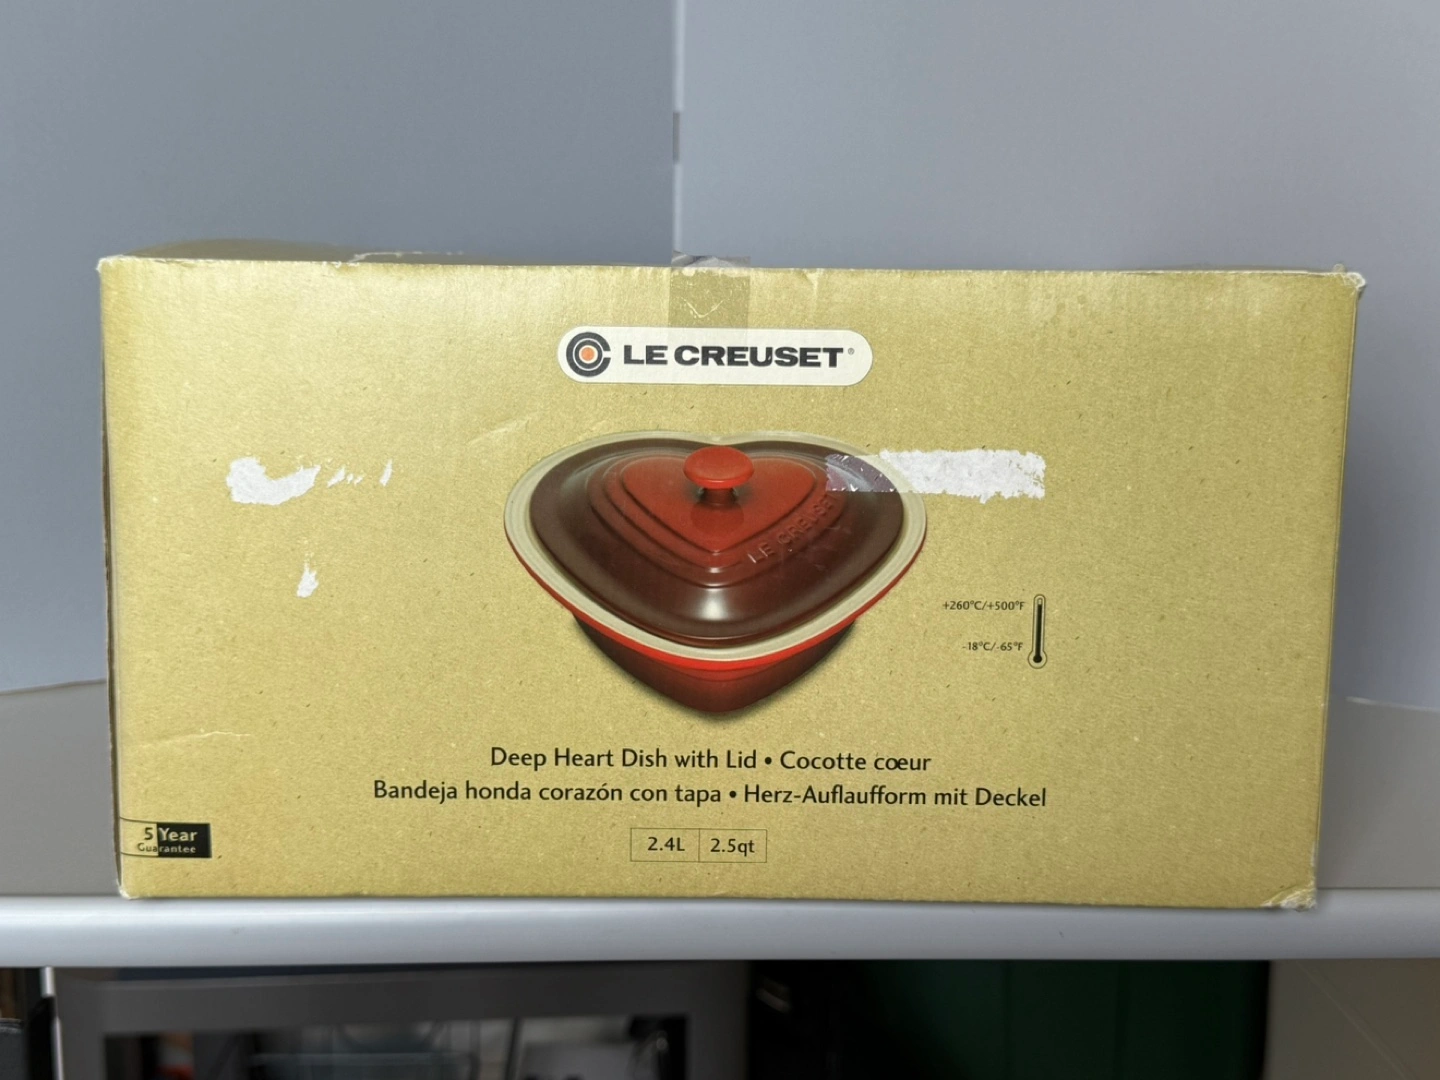 LE CREUSET®
LE CREUSET
+260°C/+500°F
-18°C/-65°F
Deep Heart Dish with Lid • Cocotte cœur
Bandeja honda corazón con tapa • Herz-Auflaufform mit Deckel
5 Year
Guarantee
2.4L 2.5qt